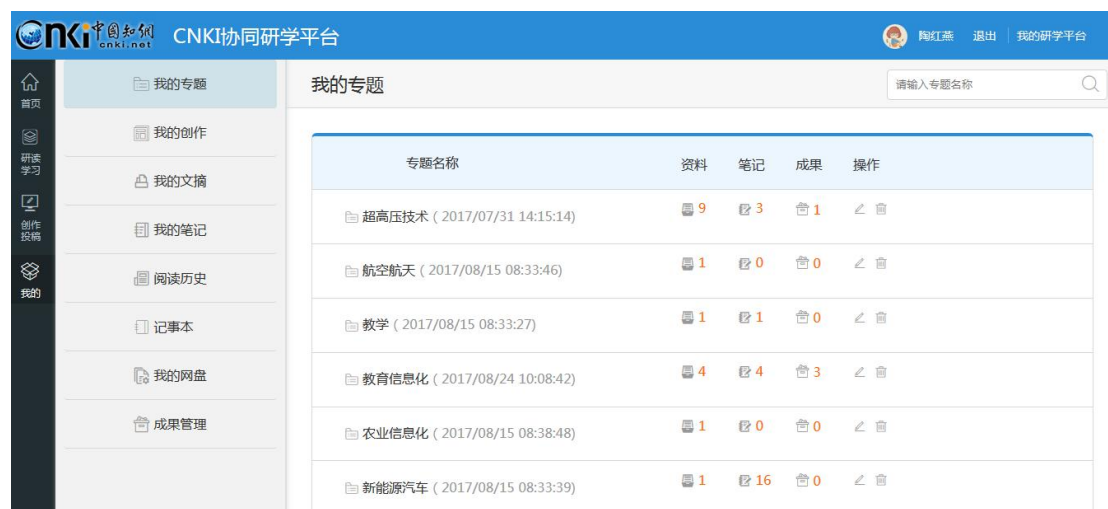 CNKi 中国知网 cnki.net CNKI协同研学平台 陶红燕 退出 我的研学平台
首页
研读学习
创作投稿
我的
我的专题
我的创作
我的文摘
我的笔记
阅读历史
记事本
我的网盘
成果管理
我的专题 请输入专题名称
专题名称 资料 笔记 成果 操作
超高压技术 ( 2017/07/31 14:15:14) 9 3 1
航空航天 ( 2017/08/15 08:33:46) 1 0 0
教学 ( 2017/08/15 08:33:27) 1 1 0
教育信息化 ( 2017/08/24 10:08:42) 4 4 3
农业信息化 ( 2017/08/15 08:38:48) 1 0 0
新能源汽车 ( 2017/08/15 08:33:39) 1 16 0